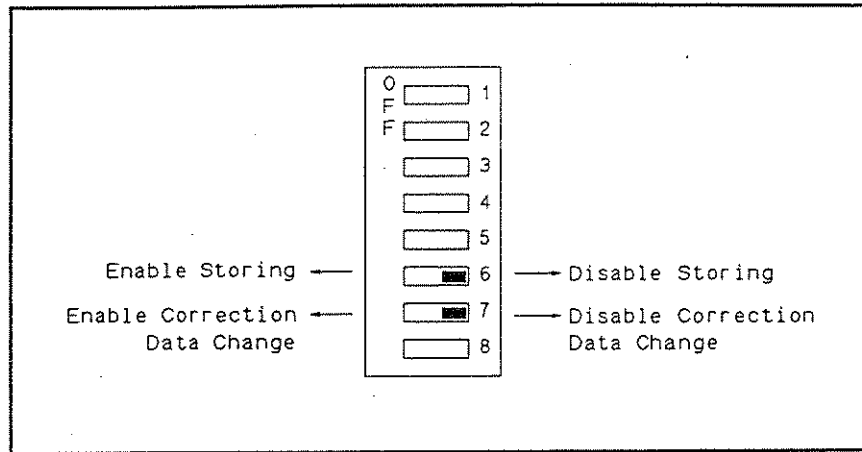 O
F
F
1
2
3
4
5
Enable Storing
6
Disable Storing
Enable Correction
Data Change
7
Disable Correction
Data Change
8